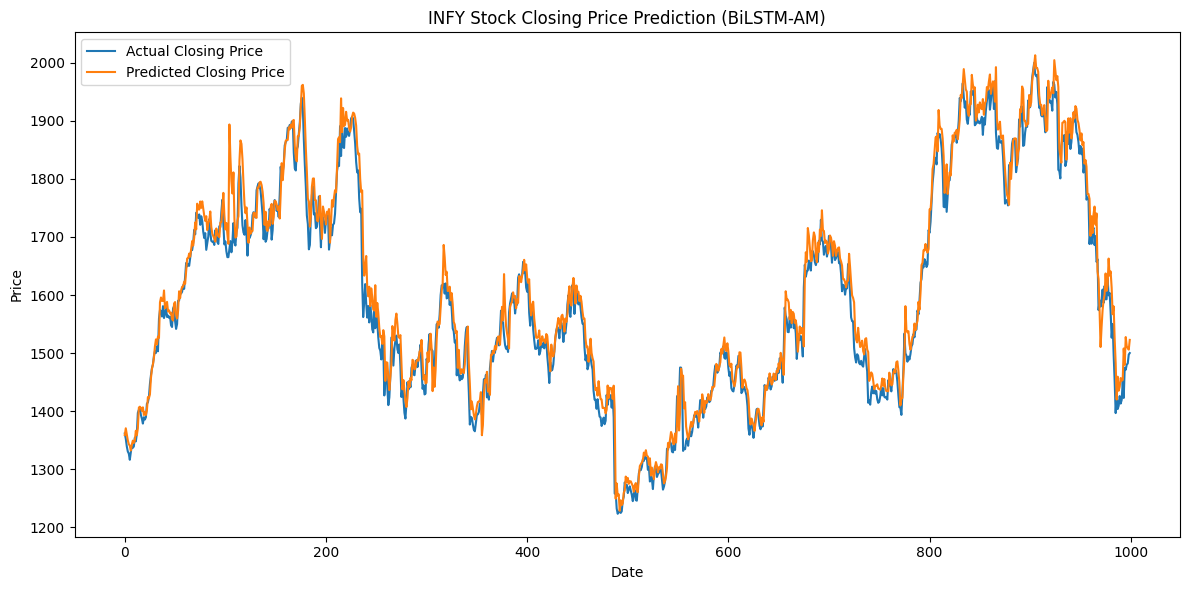 INFY Stock Closing Price Prediction (BiLSTM-AM)
Actual Closing Price
Predicted Closing Price
Price
2000
1900
1800
1700
1600
1500
1400
1300
1200
0 200 400 600 800 1000
Date